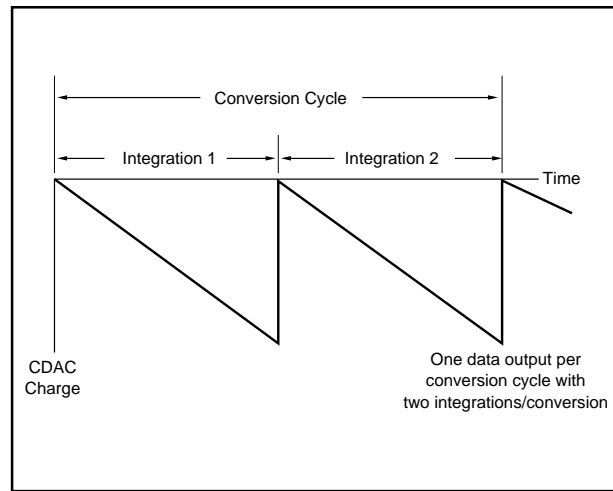 Conversion Cycle
Integration 1
Integration 2
Time
CDAC
Charge
One data output per
conversion cycle with
two integrations/conversion